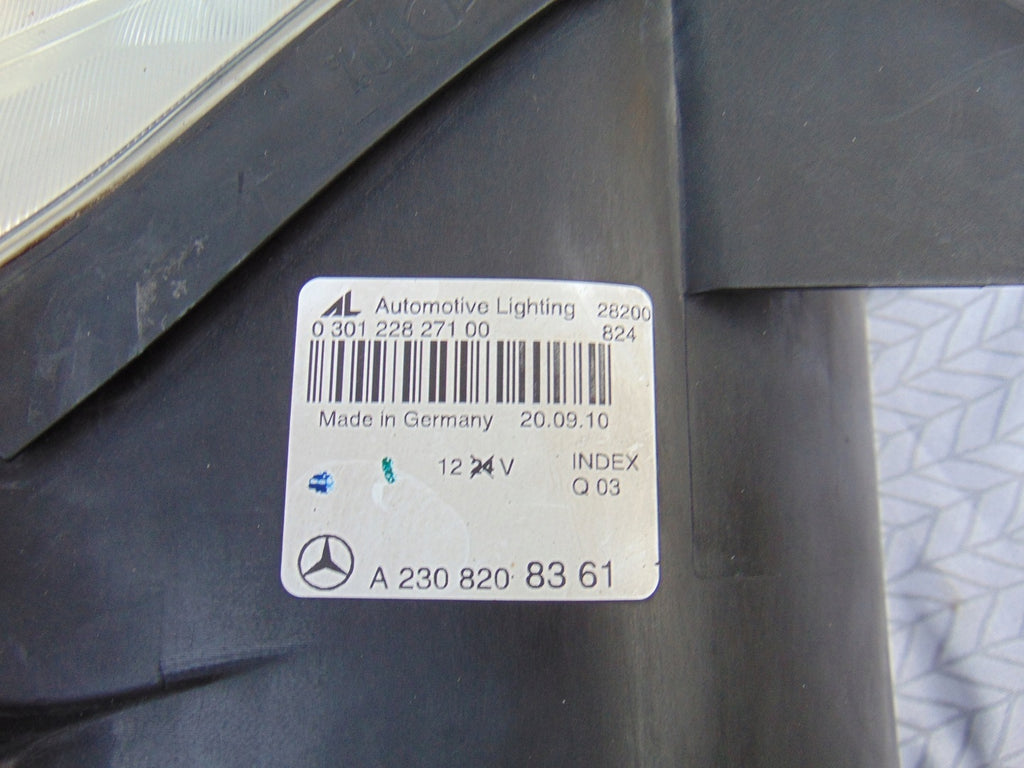 AL Automotive Lighting 28200
0 301 228 271 00 824
Made in Germany 20.09.10
12 24 V INDEX
Q 03
A 230 820 83 61